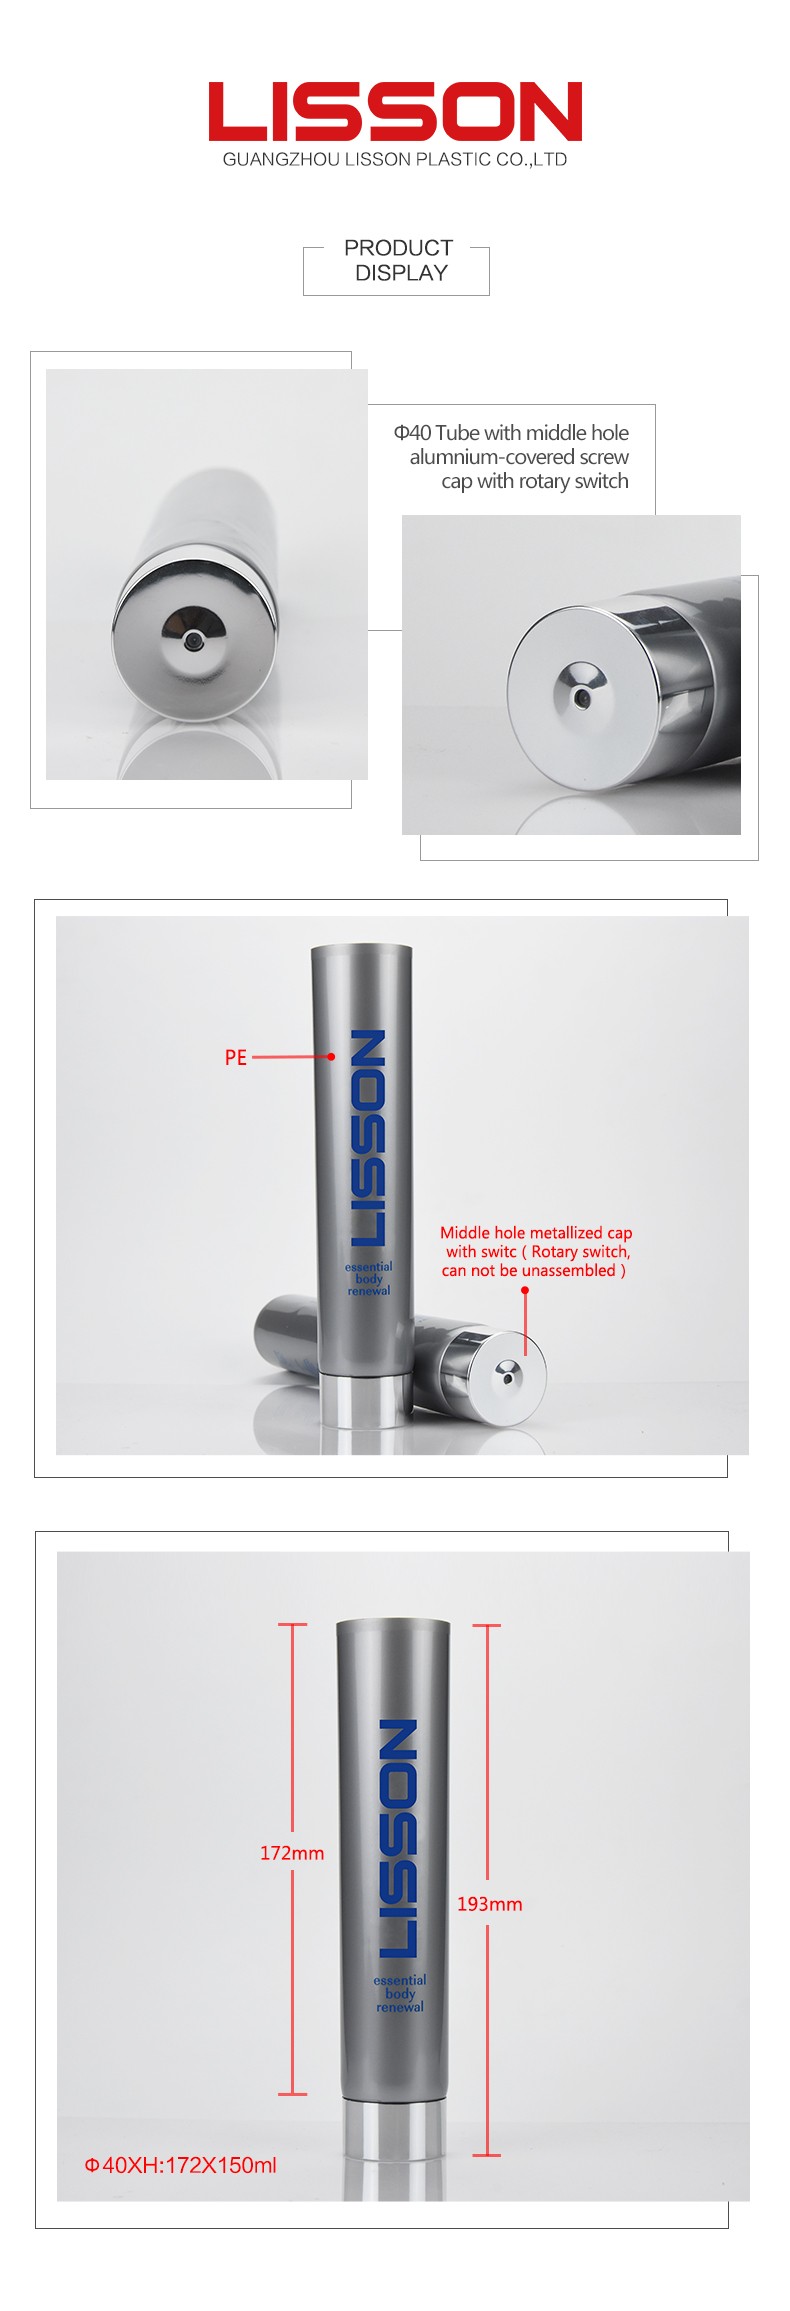 LISSON
GUANGZHOU LISSON PLASTIC CO.,LTD
PRODUCT
DISPLAY
Φ40 Tube with middle hole
alumnium-covered screw
cap with rotary switch
PE
LISSON
essential
body
renewal
Middle hole metallized cap
with switc ( Rotary switch,
can not be unassembled )
172mm
193mm
LISSON
essential
body
renewal
Φ40XH:172X150ml